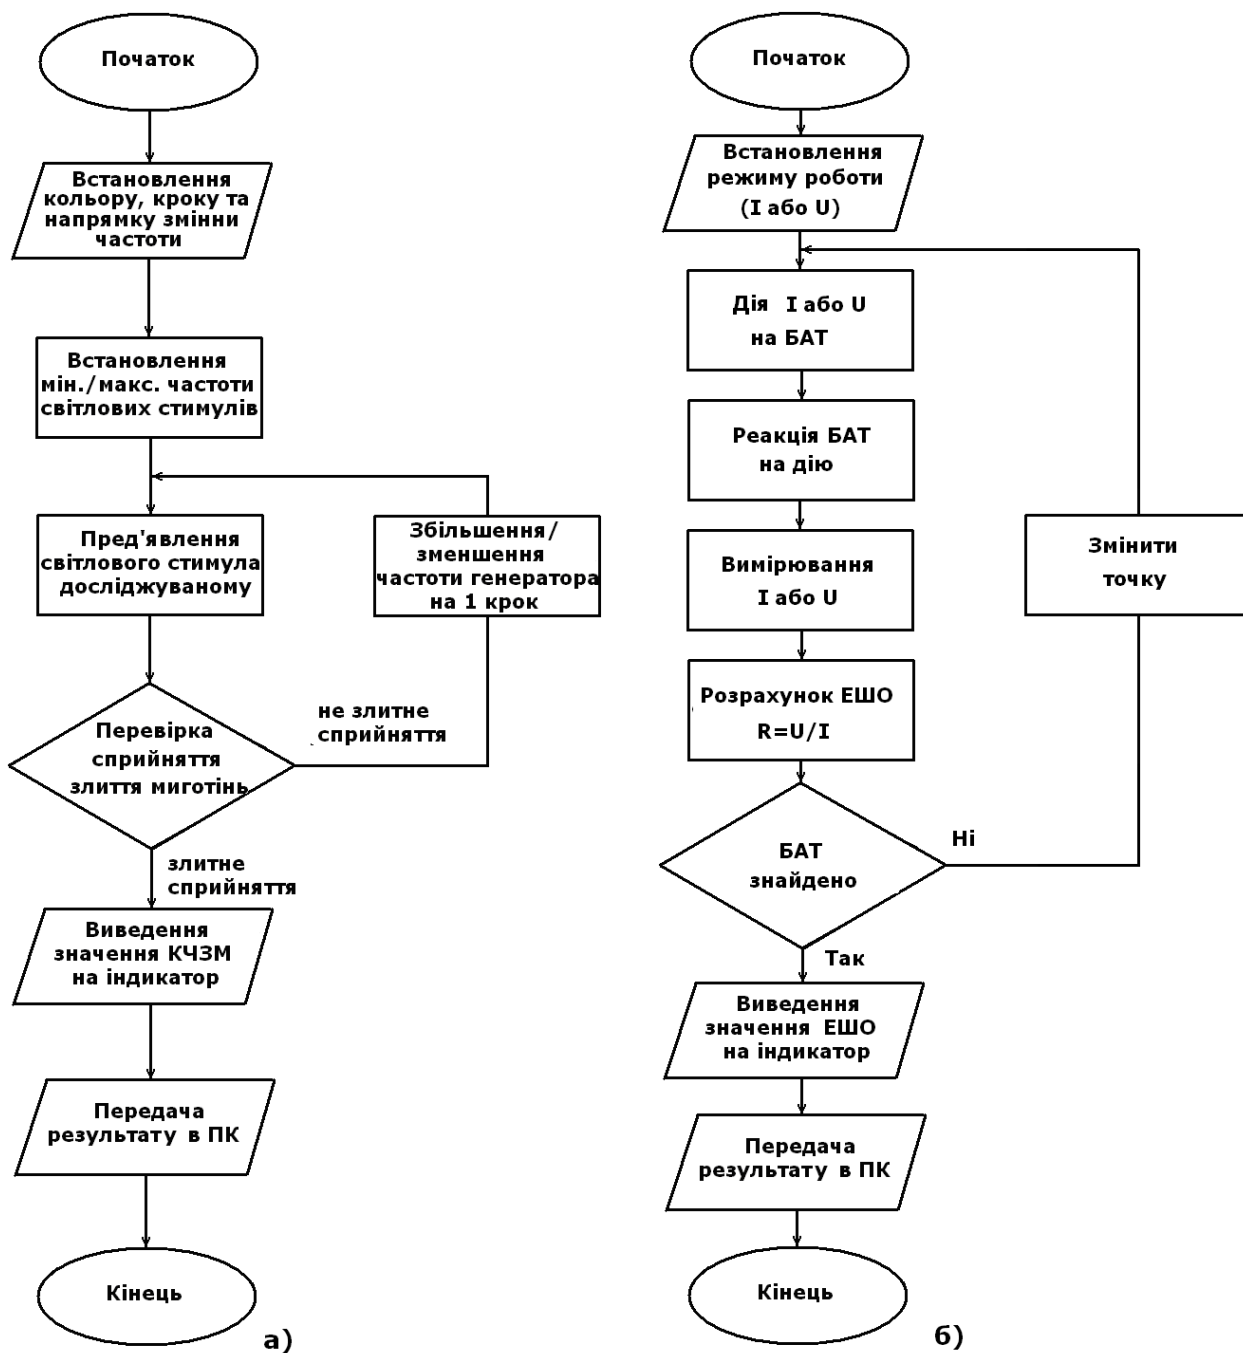 Початок
Встановлення
кольору, кроку та
напрямку змінни
частоти
Встановлення
мін./макс. частоти
світлових стимулів
Пред'явлення
світлового стимула
досліджуваному
Збільшення/
зменшення
частоти генератора
на 1 крок
Перевірка
сприйняття
злиття миготінь
не злитне
сприйняття
злитне
сприйняття
Виведення
значення КЧЗМ
на індикатор
Передача
результату в ПК
Кінець
а)
Початок
Встановлення
режиму роботи
(І або U)
Дія І або U
на БАТ
Реакція БАТ
на дію
Вимірювання
І або U
Розрахунок ЕШО
R=U/I
Змінити
точку
БАТ
знайдено
Ні
Так
Виведення
значення ЕШО
на індикатор
Передача
результату в ПК
Кінець
б)